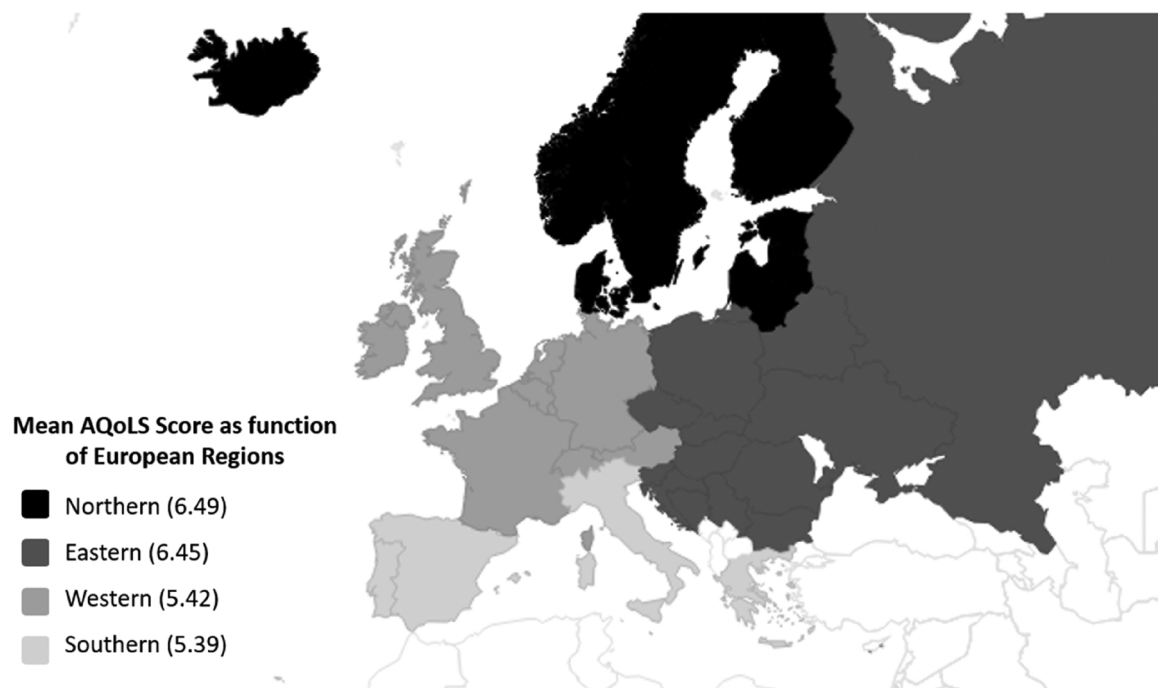 Mean AQoLS Score as function
of European Regions
Northern (6.49)
Eastern (6.45)
Western (5.42)
Southern (5.39)